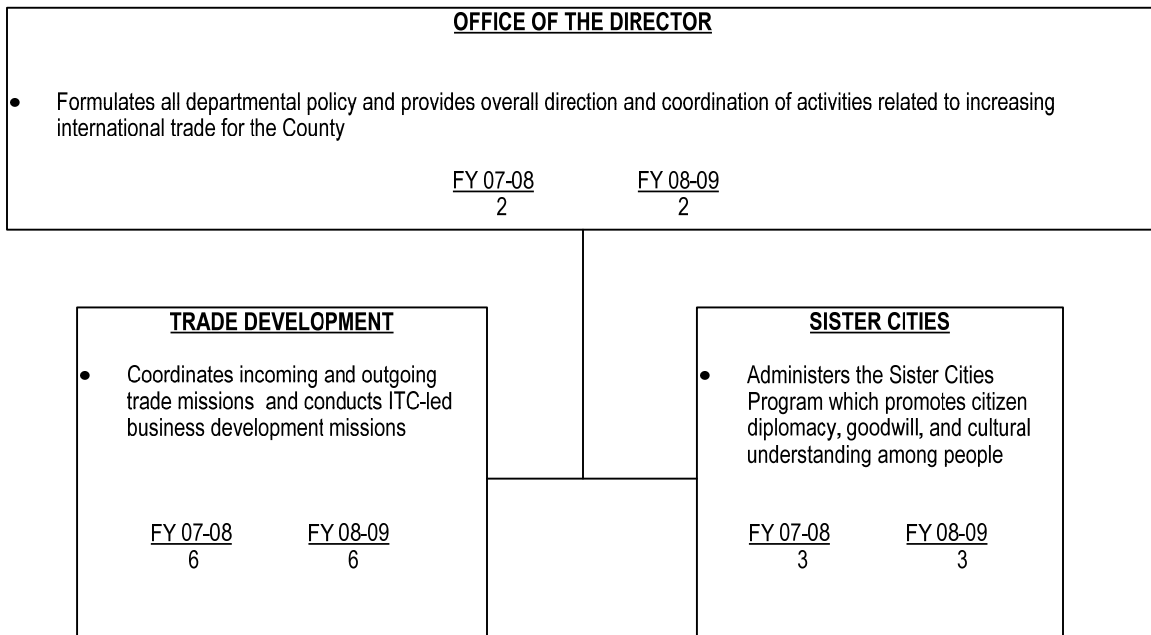 OFFICE OF THE DIRECTOR
• Formulates all departmental policy and provides overall direction and coordination of activities related to increasing
international trade for the County
FY 07-08 FY 08-09
2 2
TRADE DEVELOPMENT
• Coordinates incoming and outgoing
trade missions and conducts ITC-led
business development missions
FY 07-08 FY 08-09
6 6
SISTER CITIES
• Administers the Sister Cities
Program which promotes citizen
diplomacy, goodwill, and cultural
understanding among people
FY 07-08 FY 08-09
3 3